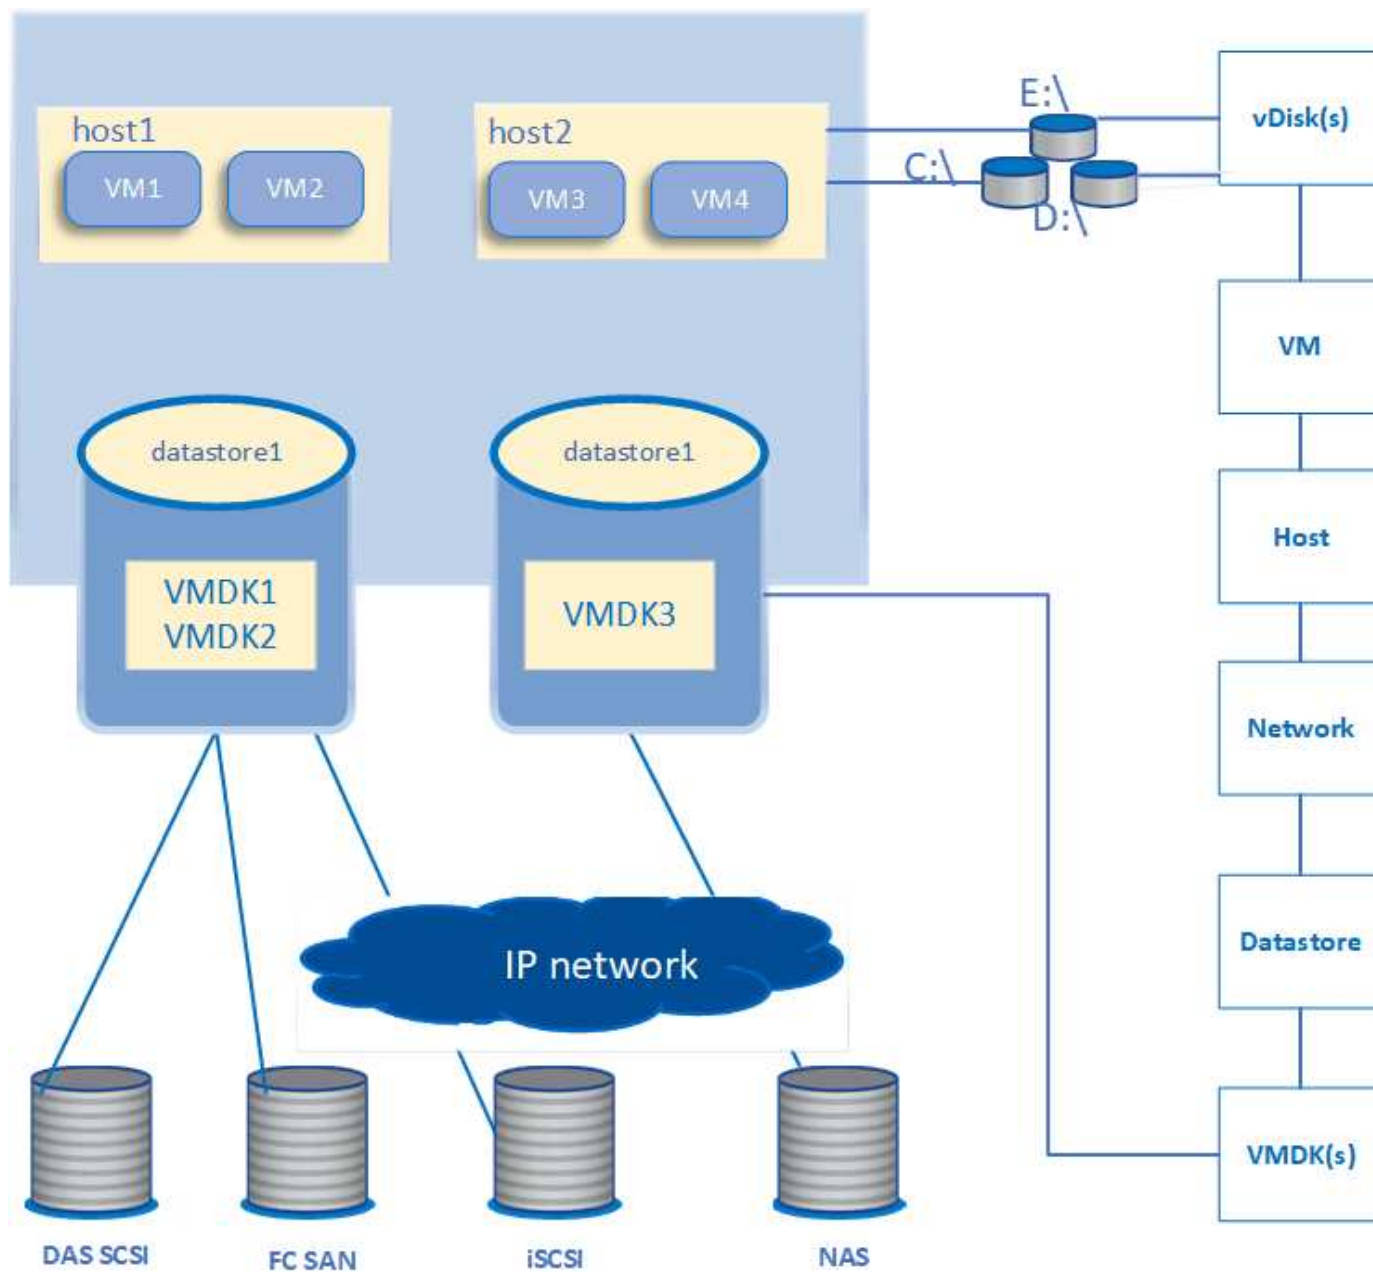 host1
VM1
VM2
host2
VM3
VM4
E:\
C:\
D:\
vDisk(s)
VM
Host
Network
Datastore
VMDK(s)
datastore1
VMDK1
VMDK2
datastore1
VMDK3
IP network
DAS SCSI
FC SAN
iSCSI
NAS